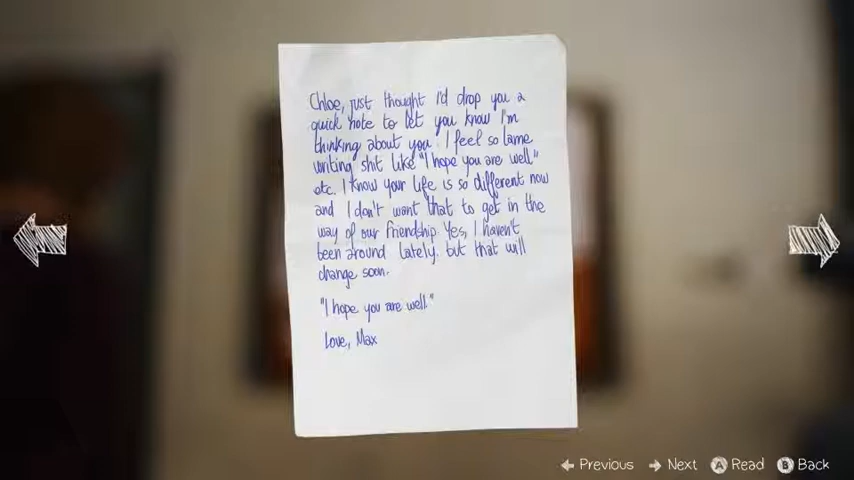 Chloe, just thought I'd drop you a
quick note to let you know I'm
thinking about you. I feel so lame
writing shit like "I hope you are well"
etc. I know your life is so different now
and I don't want that to get in the
way of our friendship. Yes, I haven't
been around lately. but that will
change soon.
"I hope you are well."
Love, Max
Previous Next A Read B Back